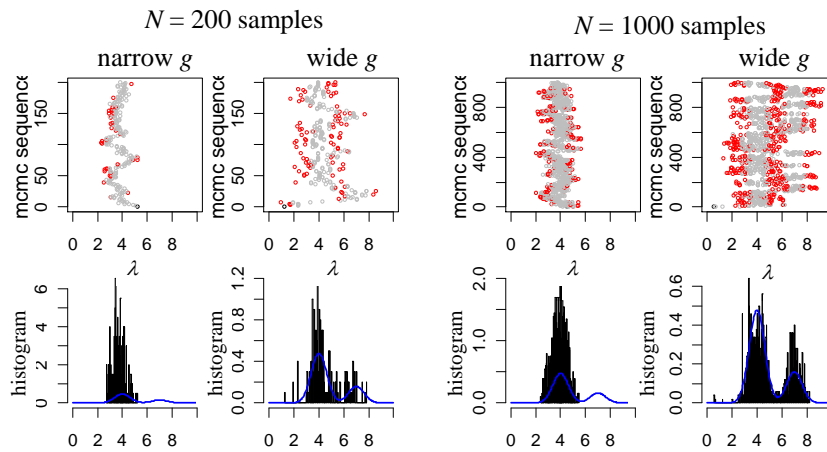 N = 200 samples
N = 1000 samples
narrow g
wide g
narrow g
wide g
mcmc sequence
0 50 150
0 2 4 6 8
mcmc sequence
0 50 150
0 2 4 6 8
mcmc sequence
0 400 800
0 2 4 6 8
mcmc sequence
0 400 800
0 2 4 6 8
λ
λ
histogram
0 2 4 6
0 2 4 6 8
histogram
0.0 0.4 0.8 1.2
0 2 4 6 8
histogram
0.0 1.0 2.0
0 2 4 6 8
histogram
0.0 0.2 0.4 0.6
0 2 4 6 8